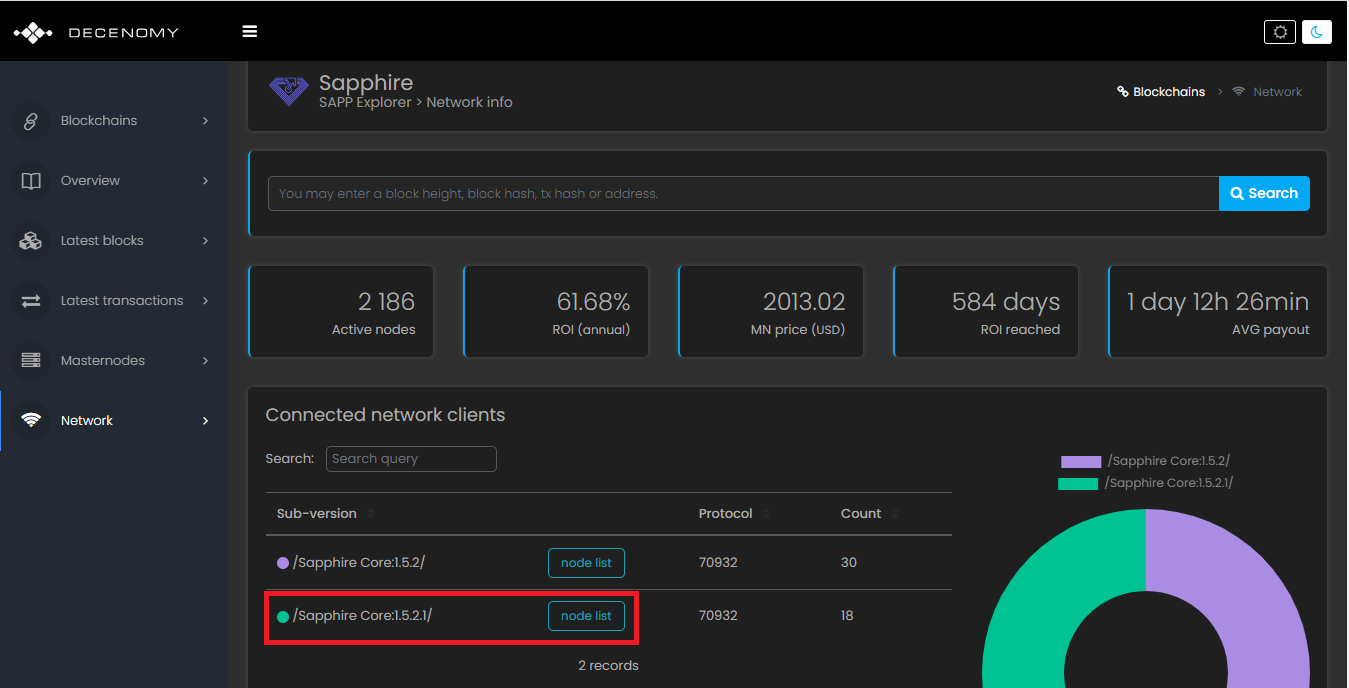 DECENOMY
Blockchains
Overview
Latest blocks
Latest transactions
Masternodes
Network
Sapphire
SAPP Explorer > Network info
Blockchains > Network
You may enter a block height, block hash, tx hash or address.
Search
2 186
Active nodes
61.68%
ROI (annual)
2013.02
MN price (USD)
584 days
ROI reached
1 day 12h 26min
AVG payout
Connected network clients
Search: Search query
Sub-version Protocol Count
/Sapphire Core:1.5.2/ node list 70932 30
/Sapphire Core:1.5.2.1/ node list 70932 18
2 records
/Sapphire Core:1.5.2/
/Sapphire Core:1.5.2.1/